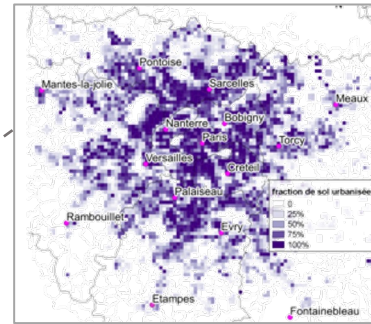 Pontoise
Sarcelles
Mantes-la-jolie
Meaux
Nanterre
Bobigny
Paris
Torcy
Versailles
Creteil
Palaiseau
fraction de sol urbanisée
0
25%
50%
75%
100%
Rambouillet
Evry
Etampes
Fontainebleau